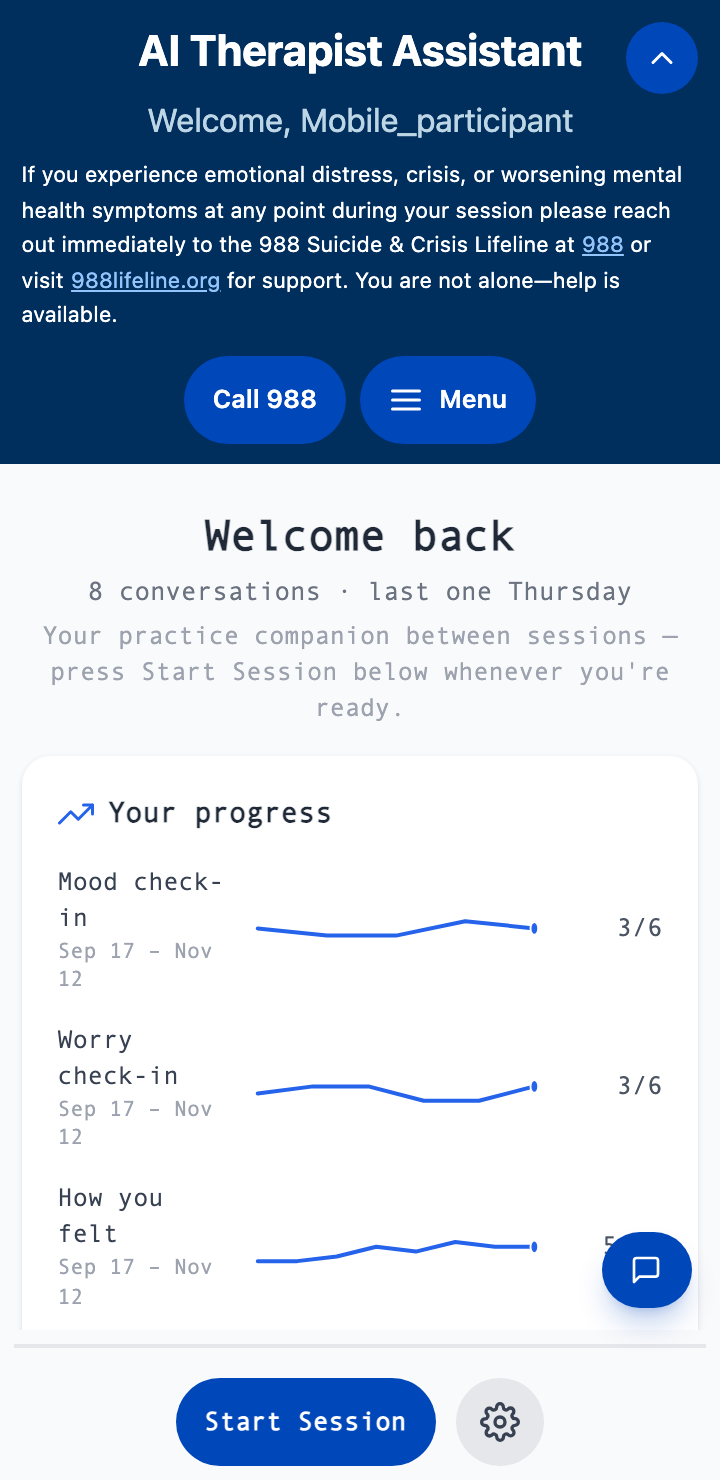 AI Therapist Assistant
Welcome, Mobile_participant
If you experience emotional distress, crisis, or worsening mental
health symptoms at any point during your session please reach
out immediately to the 988 Suicide & Crisis Lifeline at 988 or
visit 988lifeline.org for support. You are not alone—help is
available.
Call 988
Menu
Welcome back
8 conversations · last one Thursday
Your practice companion between sessions —
press Start Session below whenever you're
ready.
Your progress
Mood check-
in
Sep 17 – Nov
12
3/6
Worry
check-in
Sep 17 – Nov
12
3/6
How you
felt
Sep 17 – Nov
12
Start Session